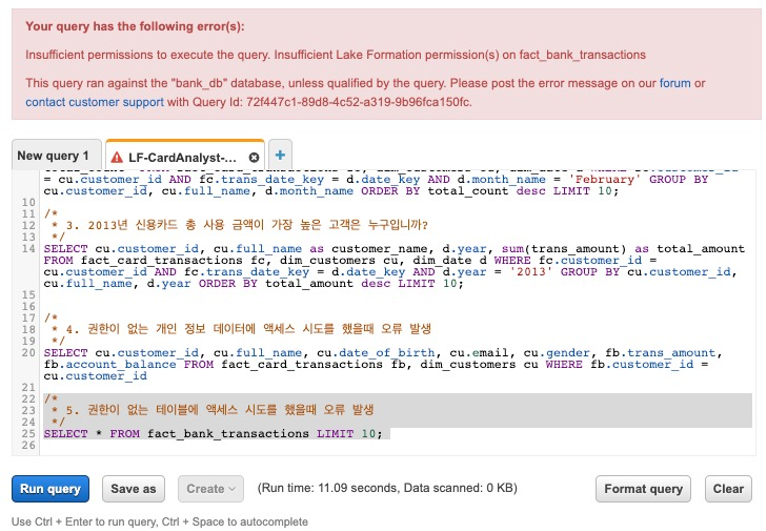 Your query has the following error(s):
Insufficient permissions to execute the query. Insufficient Lake Formation permission(s) on fact_bank_transactions
This query ran against the "bank_db" database, unless qualified by the query. Please post the error message on our forum or
contact customer support with Query Id: 72f447c1-89d8-4c52-a319-9b96fca150fc.
New query 1
LF-CardAnalyst-...
= cu.customer_id AND fc.trans_date_key = d.date_key AND d.month_name = 'February' GROUP BY
cu.customer_id, cu.full_name, d.month_name ORDER BY total_count desc LIMIT 10;
10
11 /*
12 * 3. 2013년 신용카드 총 사용 금액이 가장 높은 고객은 누구입니까?
13 */
14 SELECT cu.customer_id, cu.full_name as customer_name, d.year, sum(trans_amount) as total_amount
FROM fact_card_transactions fc, dim_customers cu, dim_date d WHERE fc.customer_id =
cu.customer_id AND fc.trans_date_key = d.date_key AND d.year = '2013' GROUP BY cu.customer_id,
cu.full_name, d.year ORDER BY total_amount desc LIMIT 10;
15
16
17 /*
18 * 4. 권한이 없는 개인 정보 데이터에 액세스 시도를 했을때 오류 발생
19 */
20 SELECT cu.customer_id, cu.full_name, cu.date_of_birth, cu.email, cu.gender, fb.trans_amount,
fb.account_balance FROM fact_card_transactions fb, dim_customers cu WHERE fb.customer_id =
cu.customer_id
21
22 /*
23 * 5. 권한이 없는 테이블에 액세스 시도를 했을때 오류 발생
24 */
25 SELECT * FROM fact_bank_transactions LIMIT 10;
26
Run query
Save as
Create
(Run time: 11.09 seconds, Data scanned: 0 KB)
Format query
Clear
Use Ctrl + Enter to run query, Ctrl + Space to autocomplete